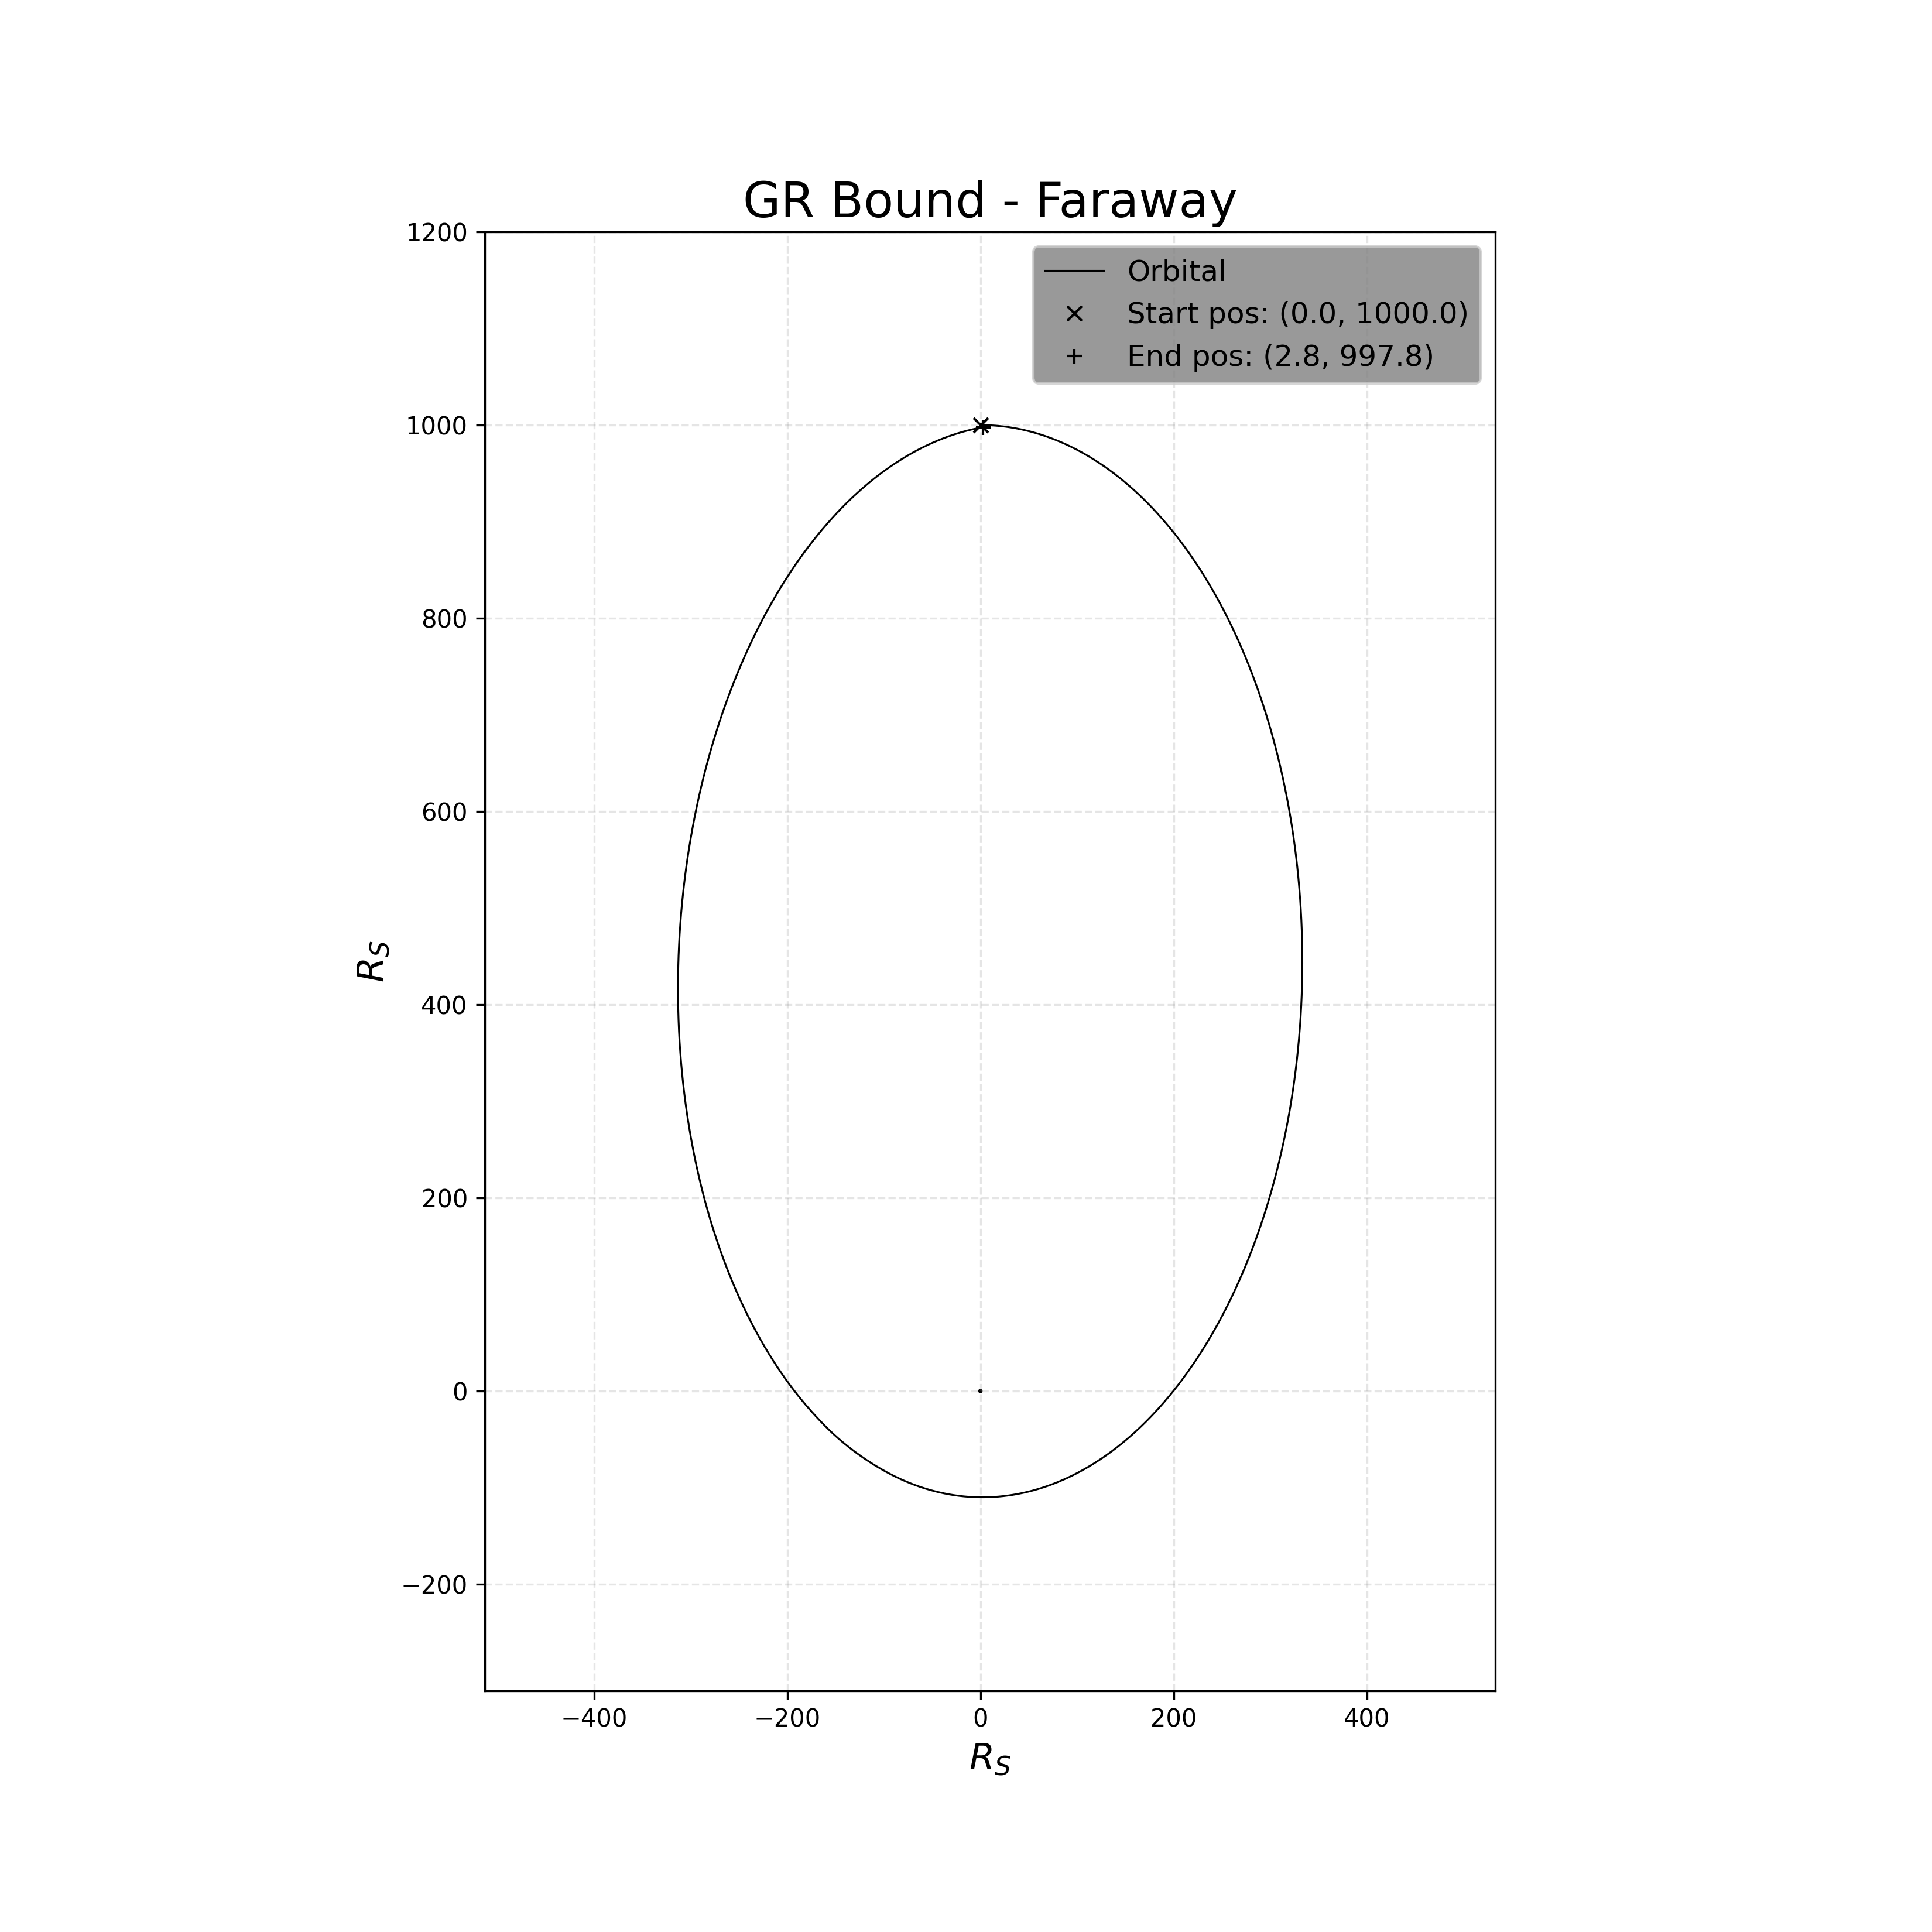 GR Bound - Faraway
Orbital
Start pos: (0.0, 1000.0)
End pos: (2.8, 997.8)
1200
1000
800
600
400
200
0
−200
R_S
−400 −200 0 200 400
R_S